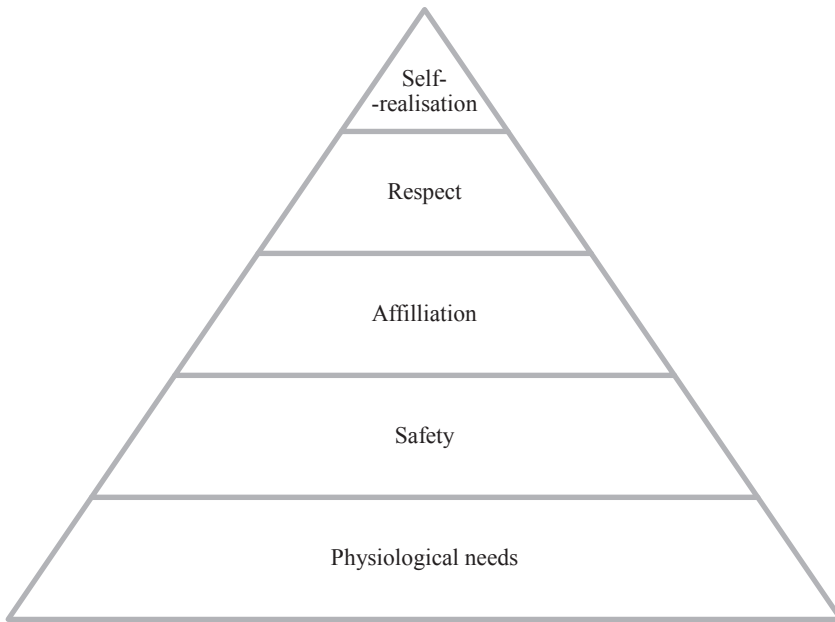 Self-
-realisation
Respect
Affilliation
Safety
Physiological needs